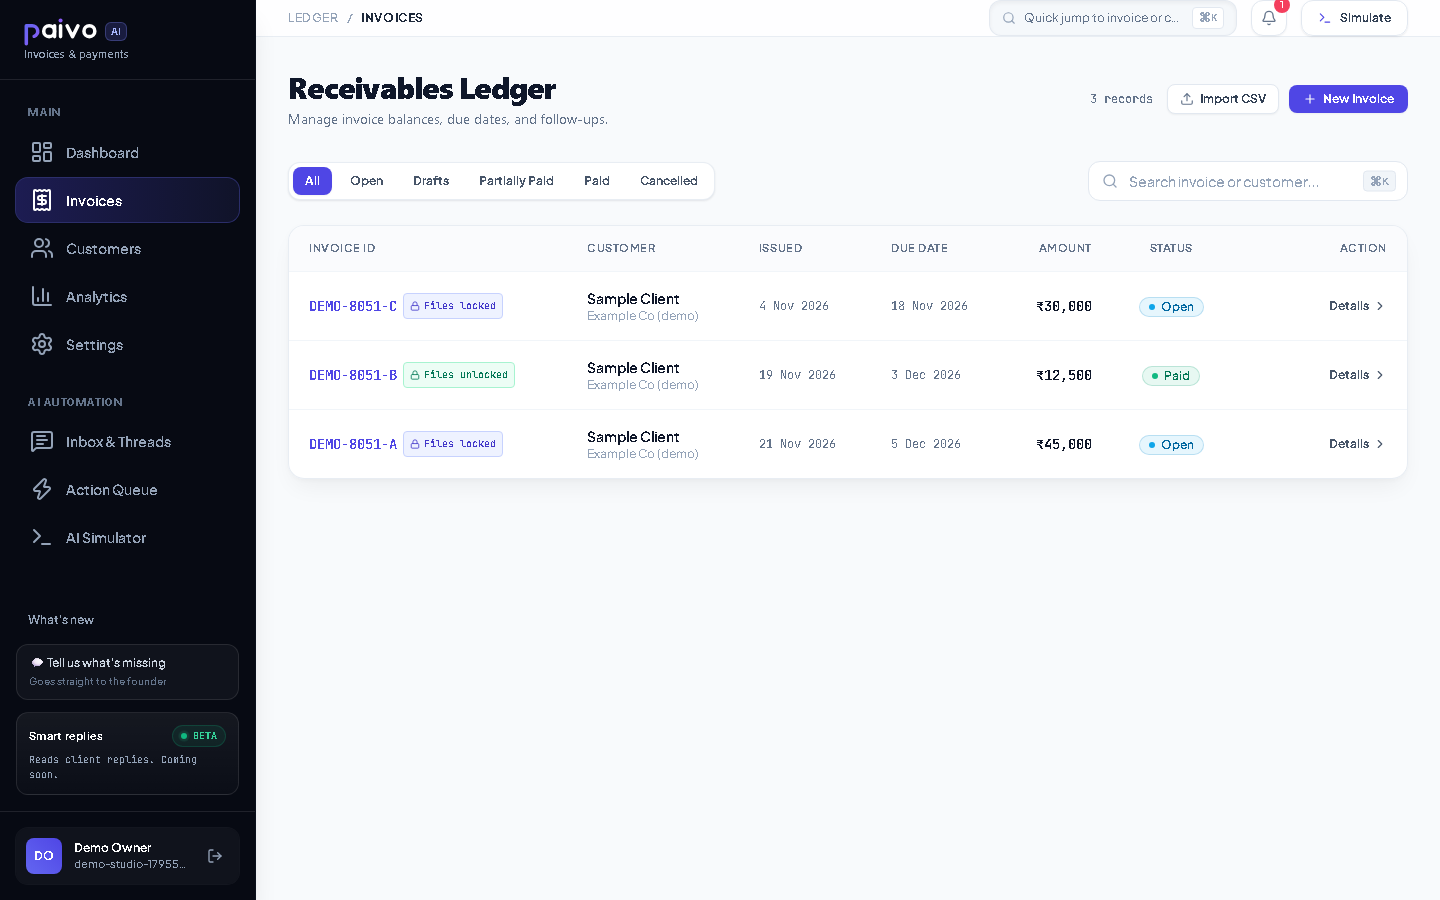 paivo AI
Invoices & payments
MAIN
Dashboard
Invoices
Customers
Analytics
Settings
AI AUTOMATION
Inbox & Threads
Action Queue
AI Simulator
What's new
Tell us what's missing
Goes straight to the founder
Smart replies BETA
Reads client replies. Coming
soon.
DO Demo Owner
demo-studio-17955...
LEDGER / INVOICES
Quick jump to invoice or c... ⌘K
1
Simulate
Receivables Ledger
Manage invoice balances, due dates, and follow-ups.
3 records
Import CSV
New Invoice
All Open Drafts Partially Paid Paid Cancelled
Search invoice or customer... ⌘K
INVOICE ID CUSTOMER ISSUED DUE DATE AMOUNT STATUS ACTION
DEMO-8051-C Files locked Sample Client 4 Nov 2026 18 Nov 2026 ₹30,000 Open Details
Example Co (demo)
DEMO-8051-B Files unlocked Sample Client 19 Nov 2026 3 Dec 2026 ₹12,500 Paid Details
Example Co (demo)
DEMO-8051-A Files locked Sample Client 21 Nov 2026 5 Dec 2026 ₹45,000 Open Details
Example Co (demo)